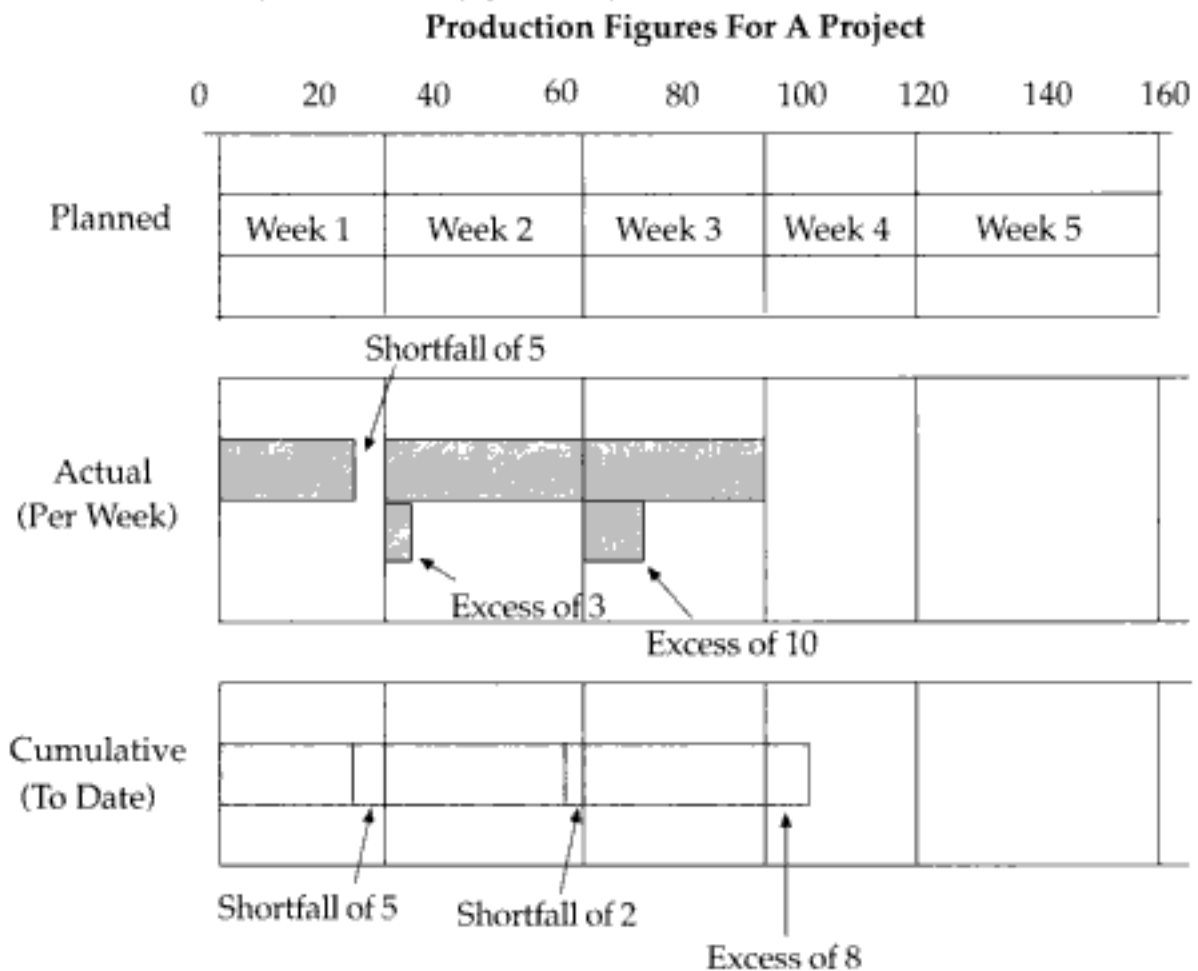 Production Figures For A Project
0 20 40 60 80 100 120 140 160
Planned
Week 1 Week 2 Week 3 Week 4 Week 5
Shortfall of 5
Actual
(Per Week)
Excess of 3
Excess of 10
Cumulative
(To Date)
Shortfall of 5
Shortfall of 2
Excess of 8